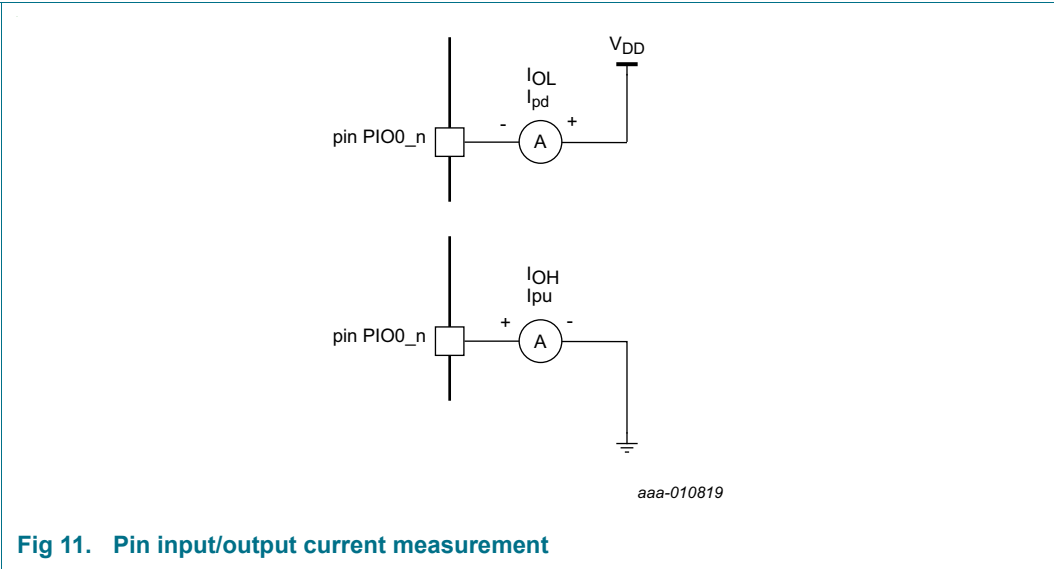 VDD
IOL
Ipd
- +
pin PIO0_n
A
IOH
Ipu
+ -
pin PIO0_n
A
aaa-010819
Fig 11. Pin input/output current measurement